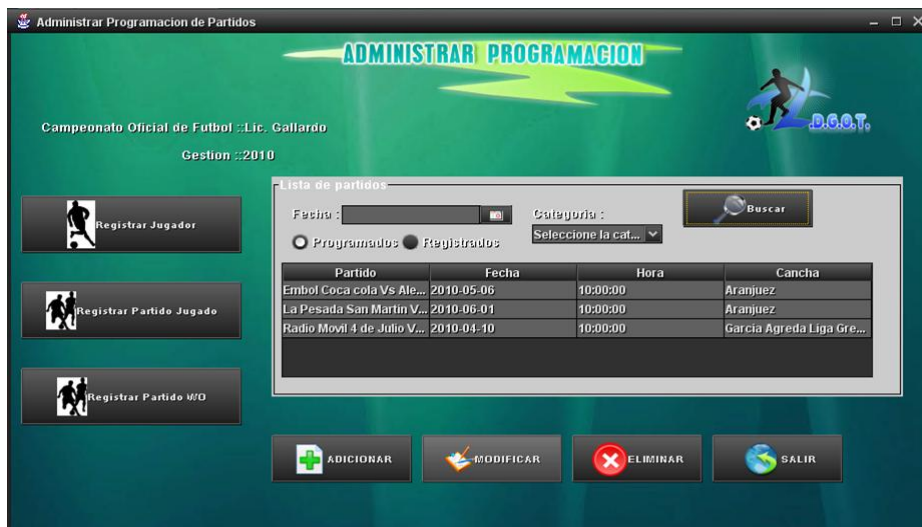 Administrar Programacion de Partidos
ADMINISTRAR PROGRAMACION
D.G.O.T.
Campeonato Oficial de Futbol ::Lic. Gallardo
Gestion ::2010
Lista de partidos
Fecha :
Categoria :
Buscar
Seleccione la cat...
Programados Registrados
Registrar Jugador
Registrar Partido Jugado
Registrar Partido WO
Partido Fecha Hora Cancha
Embol Coca cola Vs Ale... 2010-05-06 10:00:00 Aranjuez
La Pesada San Martin V... 2010-06-01 10:00:00 Aranjuez
Radio Movil 4 de Julio V... 2010-04-10 10:00:00 Garcia Agreda Liga Gre...
ADICIONAR
MODIFICAR
ELIMINAR
SALIR